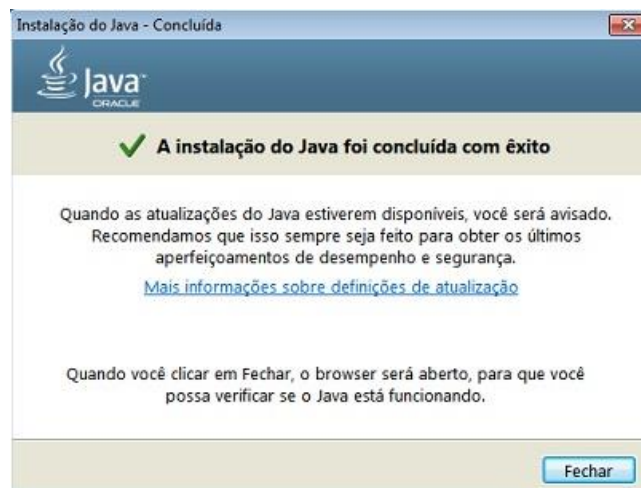 Instalação do Java - Concluída
Java
ORACLE
A instalação do Java foi concluída com êxito
Quando as atualizações do Java estiverem disponíveis, você será avisado.
Recomendamos que isso sempre seja feito para obter os últimos
aperfeiçoamentos de desempenho e segurança.
Mais informações sobre definições de atualização
Quando você clicar em Fechar, o browser será aberto, para que você
possa verificar se o Java está funcionando.
Fechar